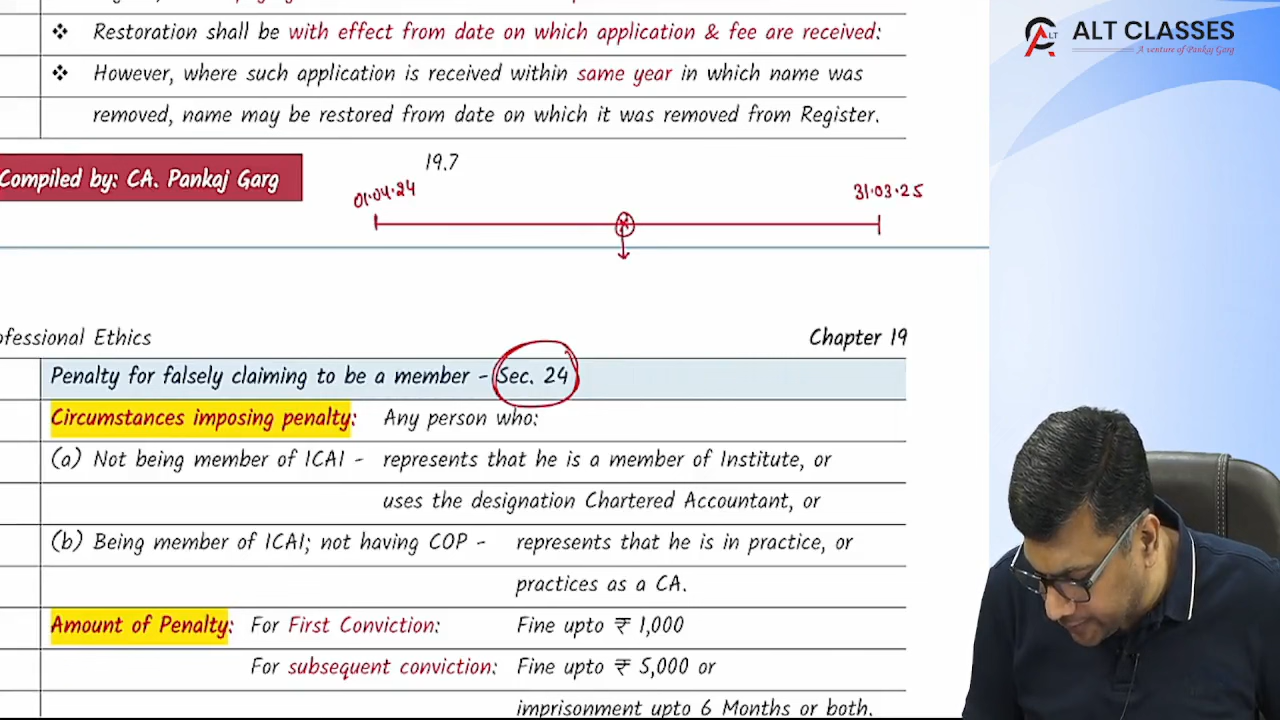 ❖ Restoration shall be with effect from date on which application & fee are received:
❖ However, where such application is received within same year in which name was
removed, name may be restored from date on which it was removed from Register.
ALT CLASSES
A venture of Pankaj Garg
Compiled by: CA. Pankaj Garg
19.7
01.04.24
31.03.25
ofessional Ethics
Chapter 19
Penalty for falsely claiming to be a member - Sec. 24
Circumstances imposing penalty: Any person who:
(a) Not being member of ICAI - represents that he is a member of Institute, or
uses the designation Chartered Accountant, or
(b) Being member of ICAI; not having COP - represents that he is in practice, or
practices as a CA.
Amount of Penalty: For First Conviction: Fine upto ₹ 1,000
For subsequent conviction: Fine upto ₹ 5,000 or
imprisonment upto 6 Months or both.